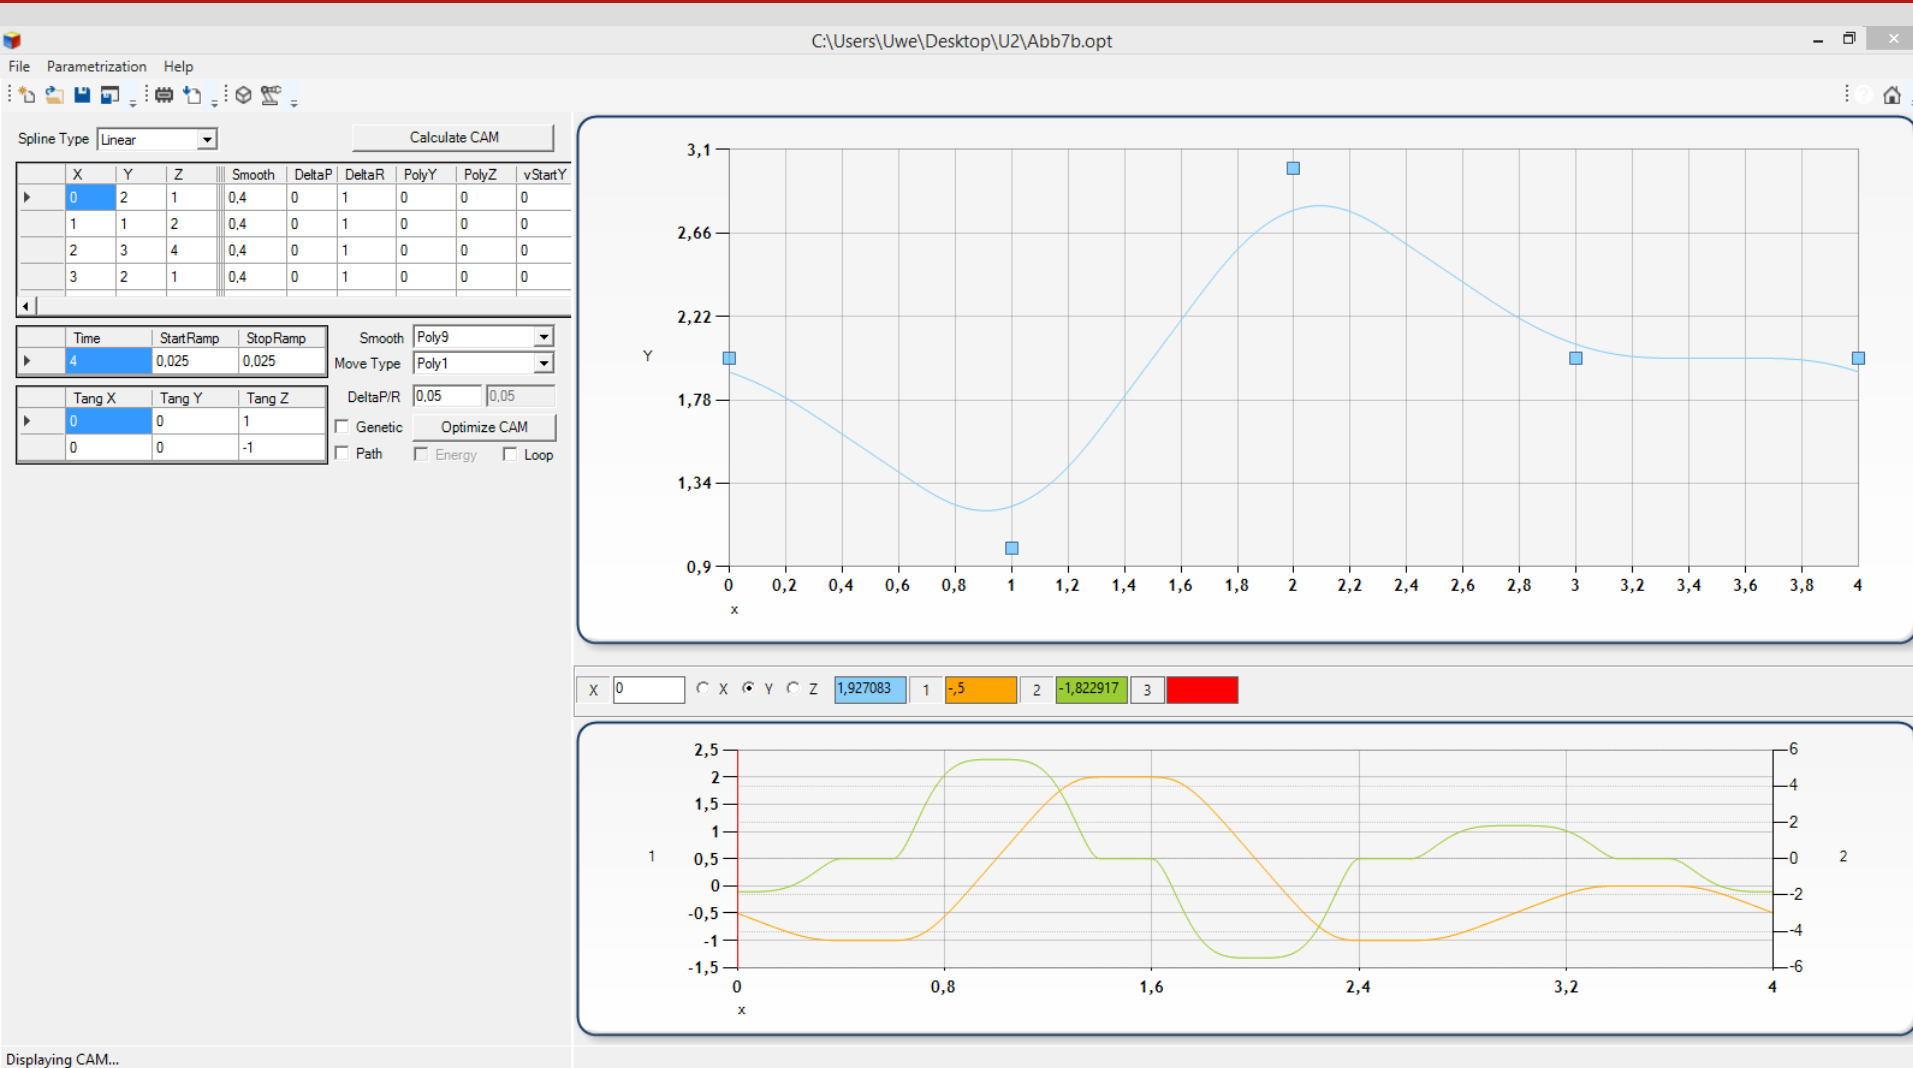 C:\Users\Uwe\Desktop\U2\Abb7b.opt
File Parametrization Help
Spline Type Linear Calculate CAM
X Y Z Smooth DeltaP DeltaR PolyY PolyZ vStartY
0 2 1 0,4 0 1 0 0 0
1 1 2 0,4 0 1 0 0 0
2 3 4 0,4 0 1 0 0 0
3 2 1 0,4 0 1 0 0 0
Time StartRamp StopRamp
4 0,025 0,025
Smooth Poly9
Move Type Poly1
Tang X Tang Y Tang Z
0 0 1
0 0 -1
DeltaP/R 0,05 0,05
Genetic Optimize CAM
Path Energy Loop
3,1
2,66
2,22
Y
1,78
1,34
0,9
0 0,2 0,4 0,6 0,8 1 1,2 1,4 1,6 1,8 2 2,2 2,4 2,6 2,8 3 3,2 3,4 3,6 3,8 4
x
X 0 X Y Z 1,927083 1 -,5 2 -1,822917 3
2,5 6
2 4
1,5
1 2
1 0,5 0 2
0 -2
-0,5
-1 -4
-1,5 -6
0 0,8 1,6 2,4 3,2 4
x
Displaying CAM...